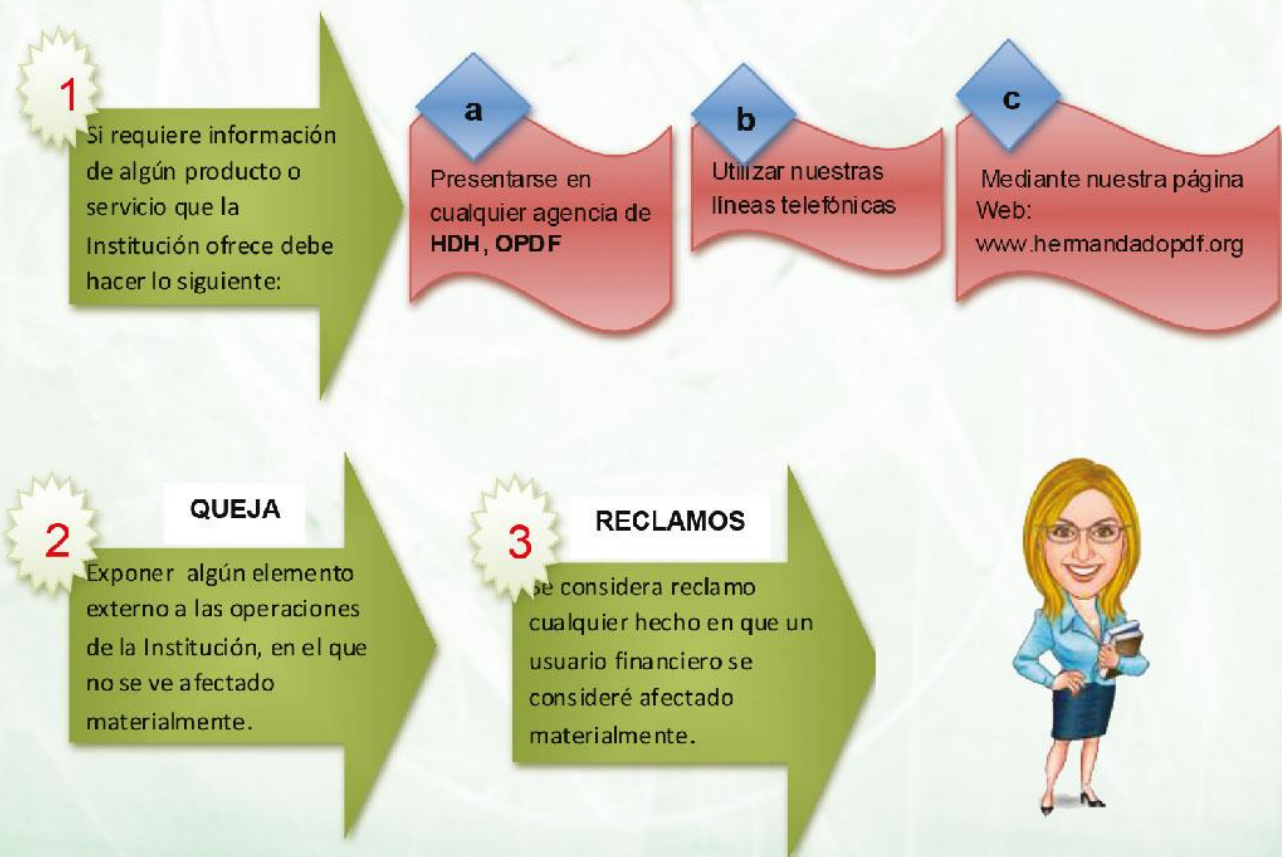 1
Si requiere información
de algún producto o
servicio que la
Institución ofrece debe
hacer lo siguiente:
a
Presentarse en
cualquier agencia de
HDH, OPDF
b
Utilizar nuestras
líneas telefónicas
c
Mediante nuestra página
Web:
www.hermandadopdf.org
2
QUEJA
Exponer algún elemento
externo a las operaciones
de la Institución, en el que
no se ve afectado
materialmente.
3
RECLAMOS
Se considera reclamo
cualquier hecho en que un
usuario financiero se
consideré afectado
materialmente.